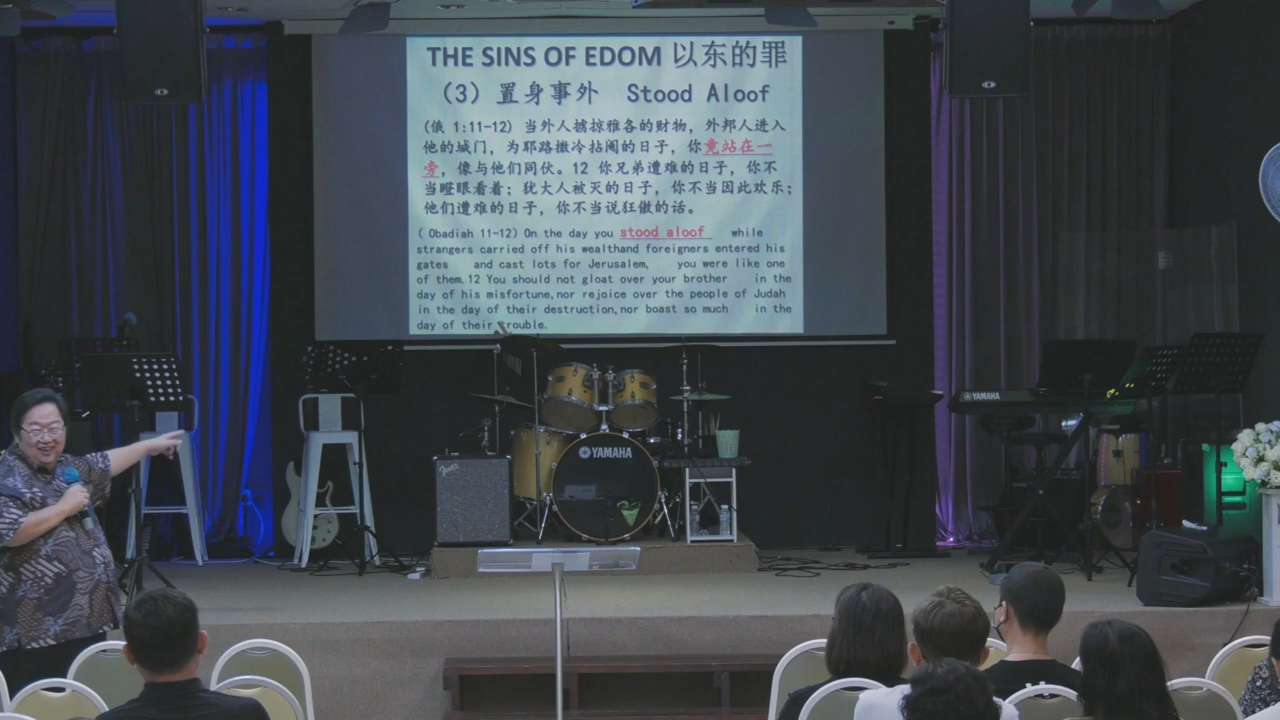 THE SINS OF EDOM 以东的罪
（3）置身事外 Stood Aloof
(俄 1:11-12) 当外人掳掠雅各的财物，外邦人进入
他的城门，为耶路撒冷拈阄的日子，你竟站在一
旁，像与他们同伙。12 你兄弟遭难的日子，你不
当瞪眼看着；犹大人被灭的日子，你不当因此欢乐；
他们遭难的日子，你不当说狂傲的话。
( Obadiah 11-12) On the day you stood aloof while
strangers carried off his wealthand foreigners entered his
gates and cast lots for Jerusalem, you were like one
of them. 12 You should not gloat over your brother in the
day of his misfortune, nor rejoice over the people of Judah
in the day of their destruction, nor boast so much in the
day of their trouble.
YAMAHA
YAMAHA
Fender